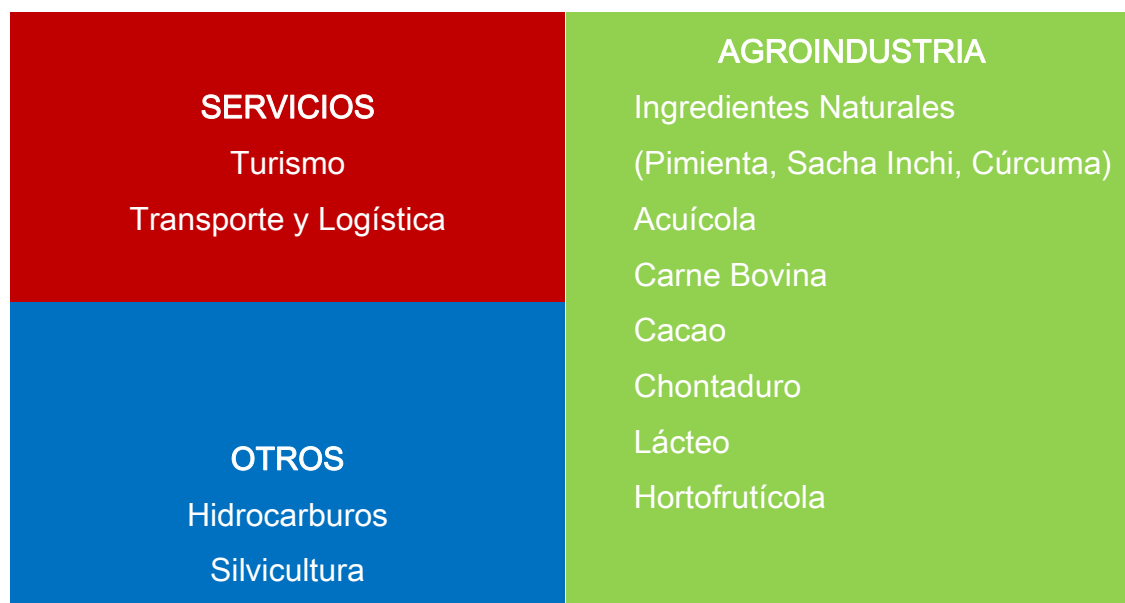 SERVICIOS
Turismo
Transporte y Logística
OTROS
Hidrocarburos
Silvicultura
AGROINDUSTRIA
Ingredientes Naturales
(Pimienta, Sacha Inchi, Cúrcuma)
Acuícola
Carne Bovina
Cacao
Chontaduro
Lácteo
Hortofrutícola